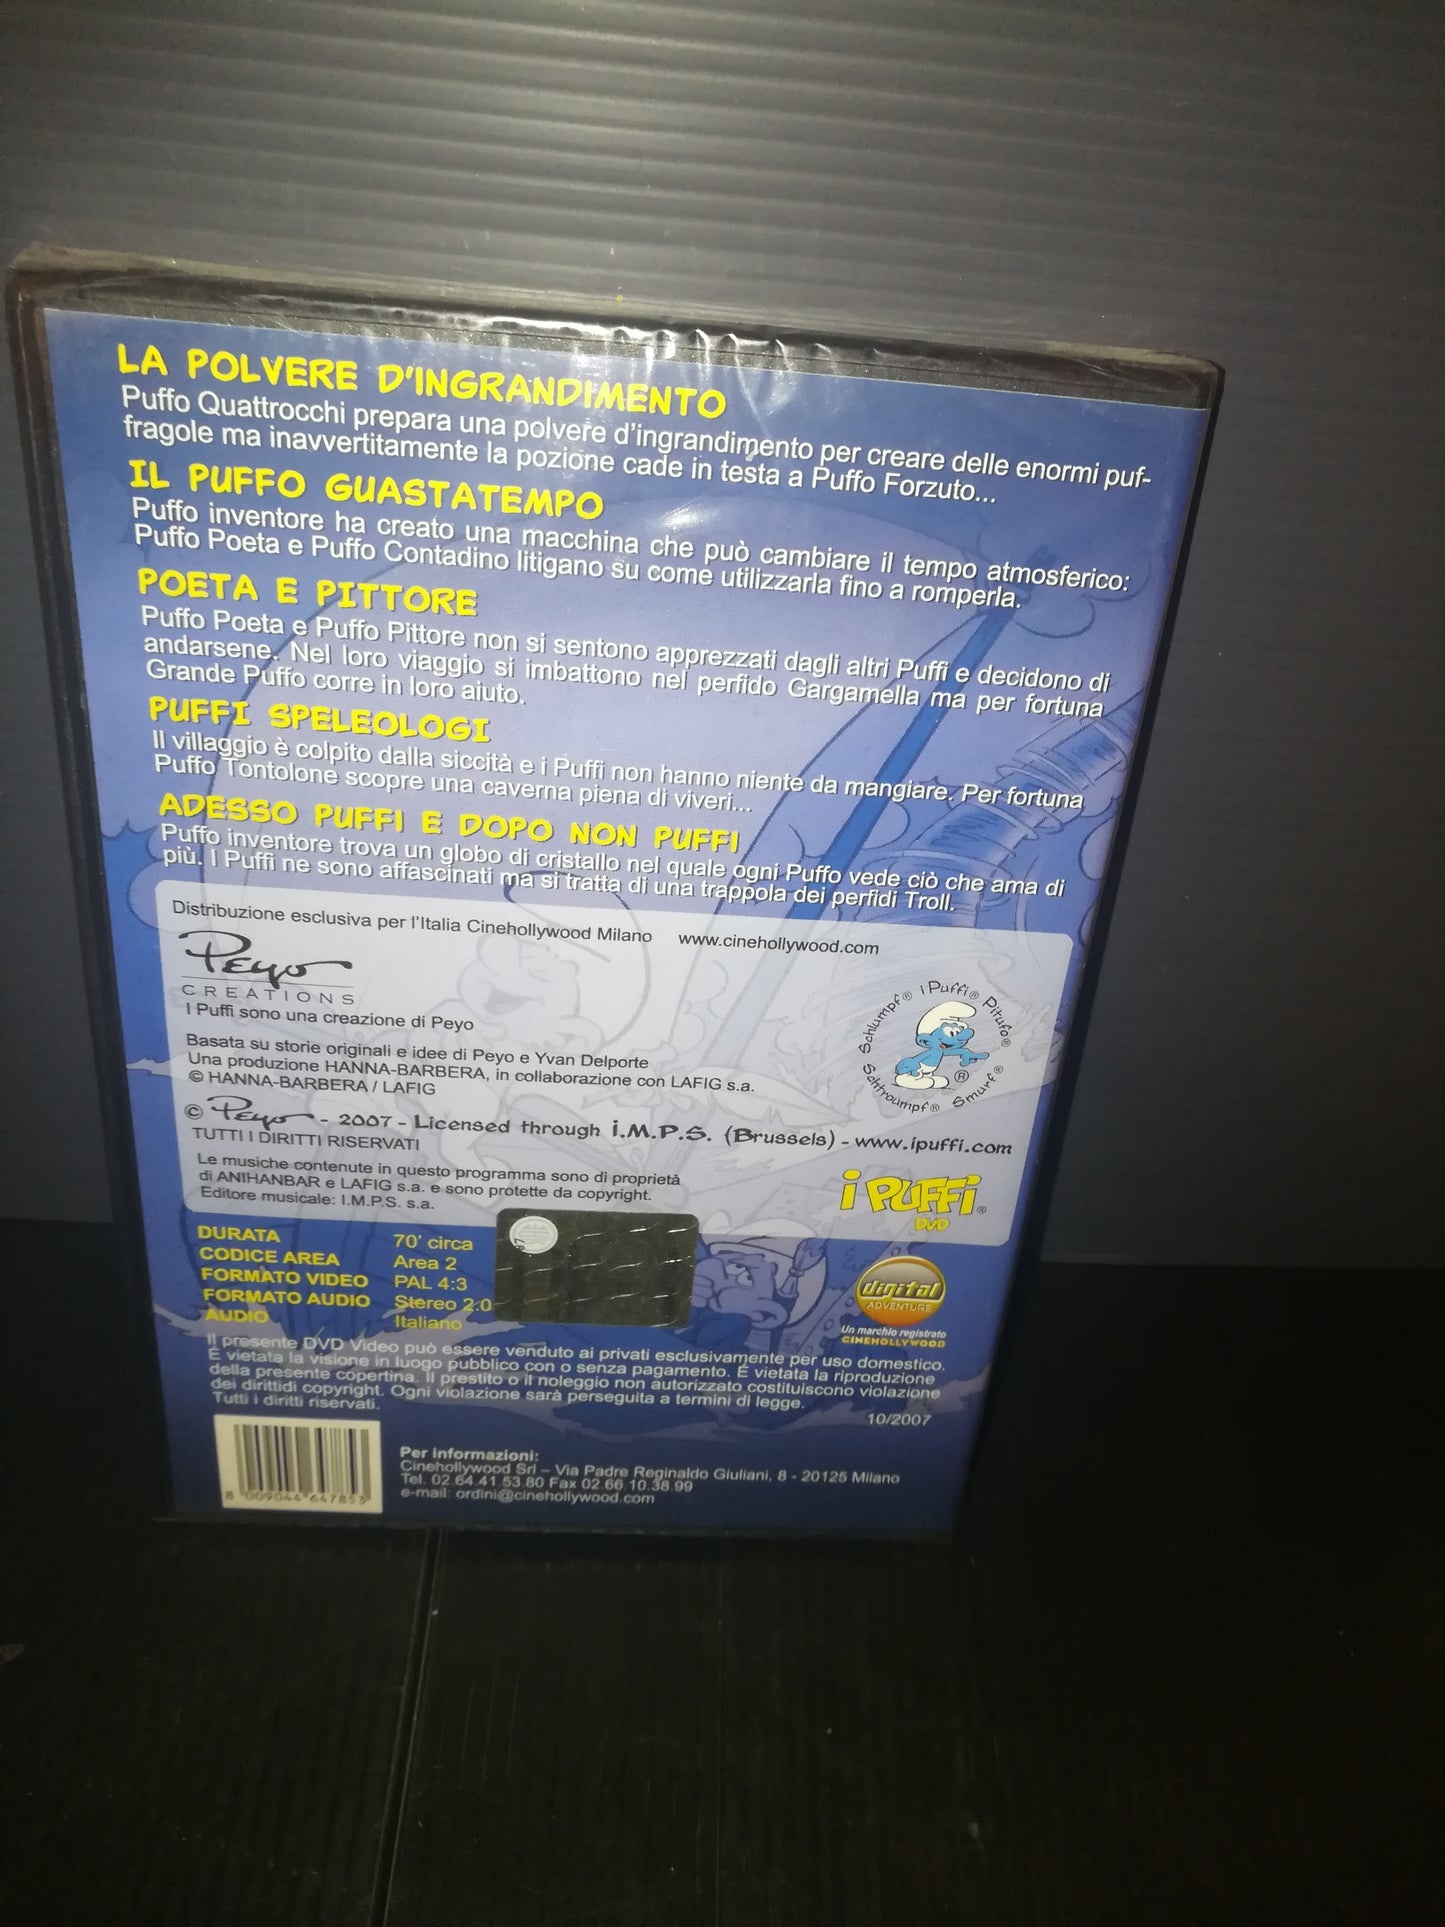 LA POLVERE D'INGRANDIMENTO
Puffo Quattrocchi prepara una polvere d'ingrandimento per creare delle enormi puf-
fragole ma inavvertitamente la pozione cade in testa a Puffo Forzuto...
IL PUFFO GUASTATEMPO
Puffo inventore ha creato una macchina che può cambiare il tempo atmosferico:
Puffo Poeta e Puffo Contadino litigano su come utilizzarla fino a romperla.
POETA E PITTORE
Puffo Poeta e Puffo Pittore non si sentono apprezzati dagli altri Puffi e decidono di
andarsene. Nel loro viaggio si imbattono nel perfido Gargamella ma per fortuna
Grande Puffo corre in loro aiuto.
PUFFI SPELEOLOGI
Il villaggio è colpito dalla siccità e i Puffi non hanno niente da mangiare. Per fortuna
Puffo Tontolone scopre una caverna piena di viveri...
ADESSO PUFFI E DOPO NON PUFFI
Puffo inventore trova un globo di cristallo nel quale ogni Puffo vede ciò che ama di
più. I Puffi ne sono affascinati ma si tratta di una trappola dei perfidi Troll.
Distribuzione esclusiva per l'Italia Cinehollywood Milano www.cinehollywood.com
Peyo
CREATIONS
I Puffi sono una creazione di Peyo
Schlumpf® i Puffi® Pitufo® Schtroumpf® Smurf®
®
Basata su storie originali e idee di Peyo e Yvan Delporte
Una produzione HANNA-BARBERA, in collaborazione con LAFIG s.a.
© HANNA-BARBERA / LAFIG
© Peyo - 2007 - Licensed through I.M.P.S. (Brussels) - www.ipuffi.com
TUTTI I DIRITTI RISERVATI
Le musiche contenute in questo programma sono di proprietà
di ANIHANBAR e LAFIG s.a. e sono protette da copyright.
Editore musicale: I.M.P.S. s.a.
i PUFFi®
DVD
DURATA 70' circa
CODICE AREA Area 2
FORMATO VIDEO PAL 4:3
FORMATO AUDIO Stereo 2.0
AUDIO Italiano
digital
ADVENTURE
Un marchio registrato
CINEHOLLYWOOD
Il presente DVD Video può essere venduto ai privati esclusivamente per uso domestico.
É vietata la visione in luogo pubblico con o senza pagamento. É vietata la riproduzione
della presente copertina. Il prestito o il noleggio non autorizzato costituiscono violazione
dei dirittidi copyright. Ogni violazione sarà perseguita a termini di legge.
Tutti i diritti riservati.
10/2007
8 009044 647853
Per informazioni:
Cinehollywood Srl – Via Padre Reginaldo Giuliani, 8 - 20125 Milano
Tel. 02.64.41.53.80 Fax 02.66.10.38.99
e-mail: ordini@cinehollywood.com